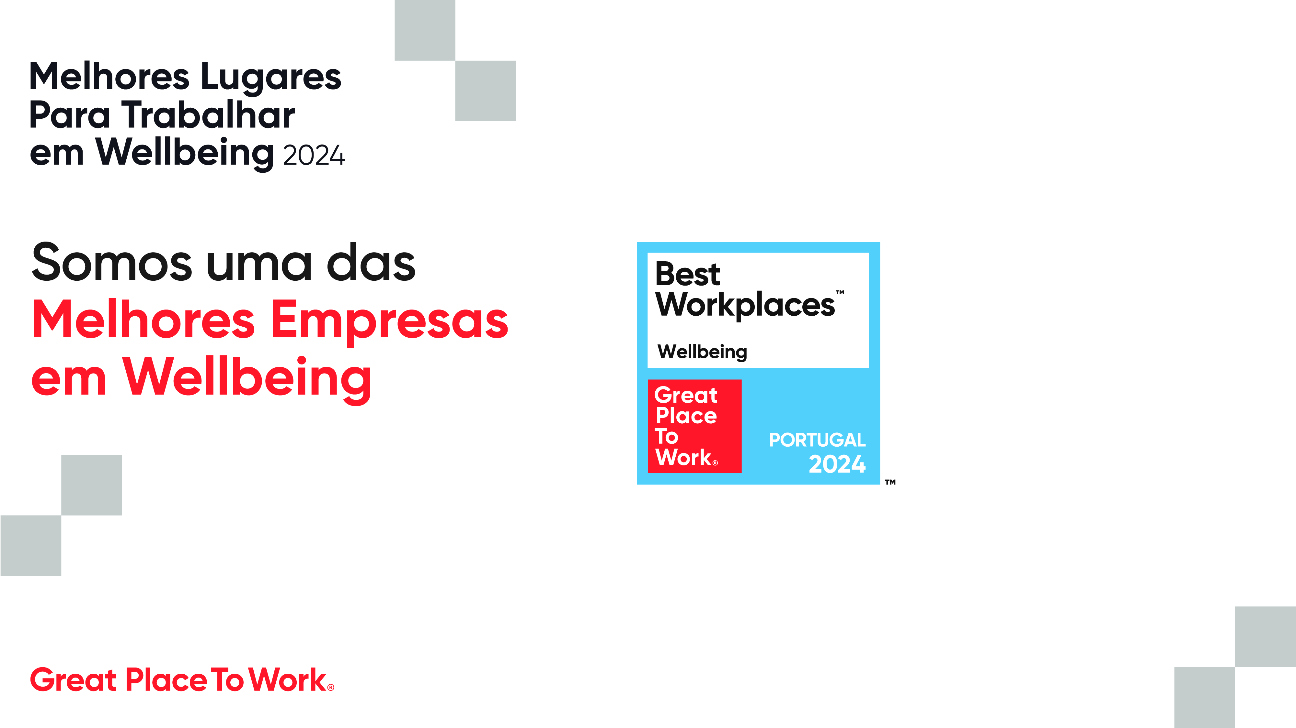 Melhores Lugares
Para Trabalhar
em Wellbeing 2024
Somos uma das
Melhores Empresas
em Wellbeing
Best
Workplaces™
Wellbeing
Great
Place
To
Work®
PORTUGAL
2024
™
Great Place To Work®